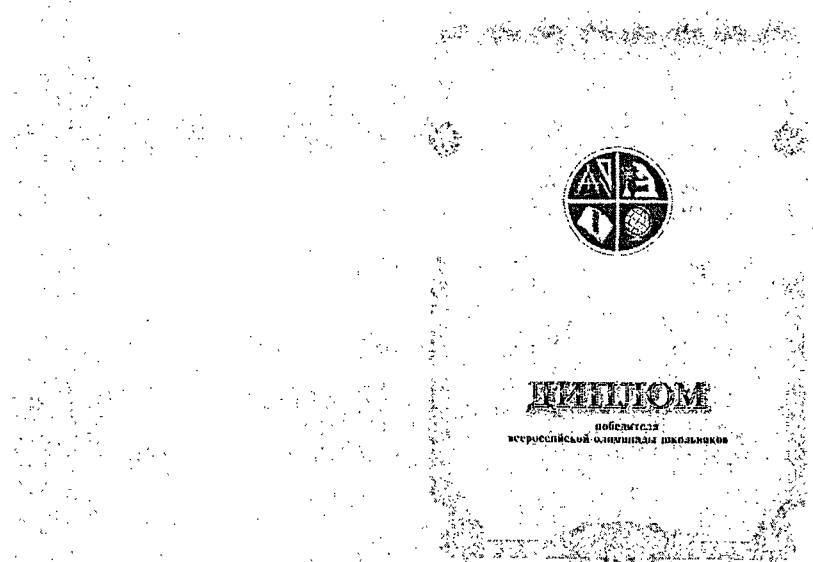 ДИПЛОМ
победителя
всероссийской олимпиады школьников